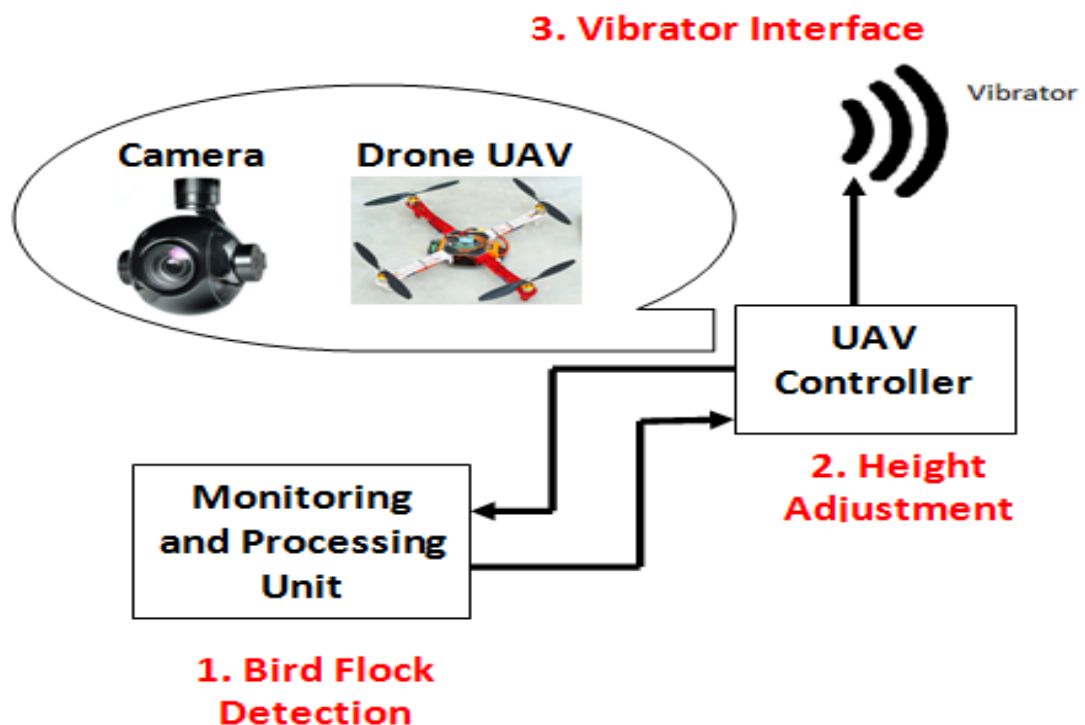 3. Vibrator Interface
Vibrator
Camera
Drone UAV
UAV
Controller
2. Height
Adjustment
Monitoring
and Processing
Unit
1. Bird Flock
Detection